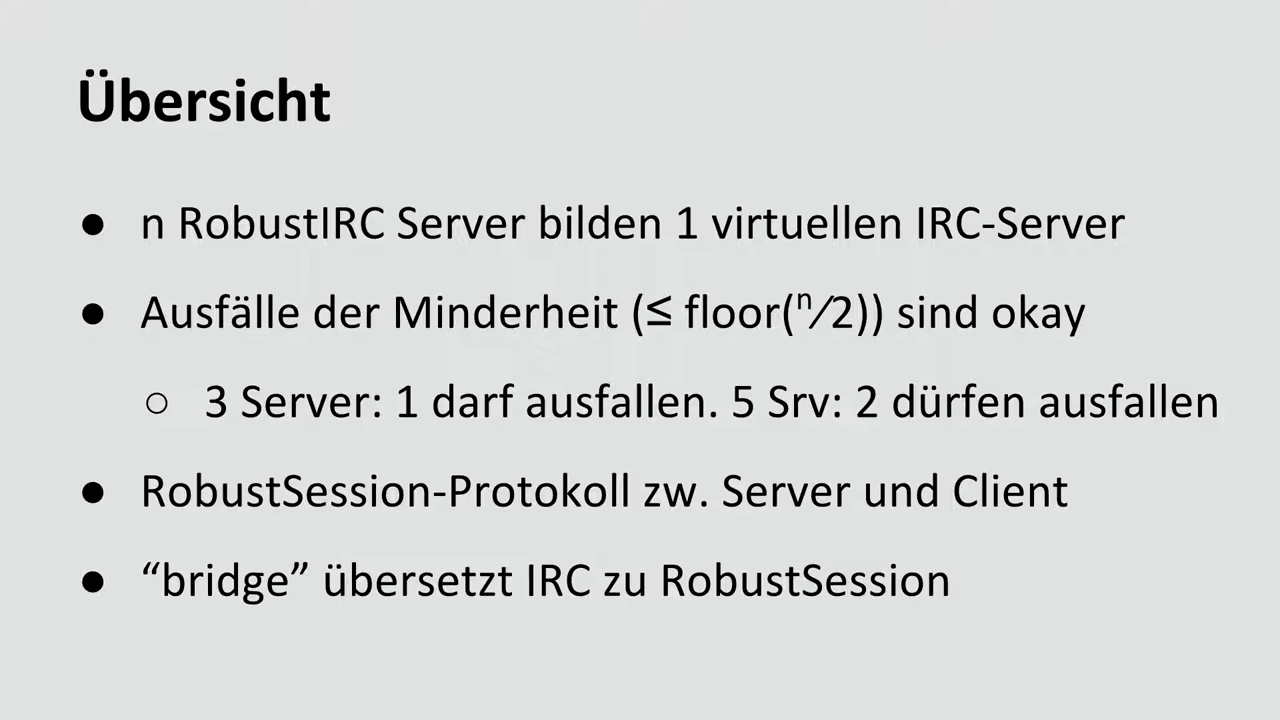 Übersicht
● n RobustIRC Server bilden 1 virtuellen IRC-Server
● Ausfälle der Minderheit (≤ floor(ⁿ⁄2)) sind okay
○ 3 Server: 1 darf ausfallen. 5 Srv: 2 dürfen ausfallen
● RobustSession-Protokoll zw. Server und Client
● “bridge” übersetzt IRC zu RobustSession